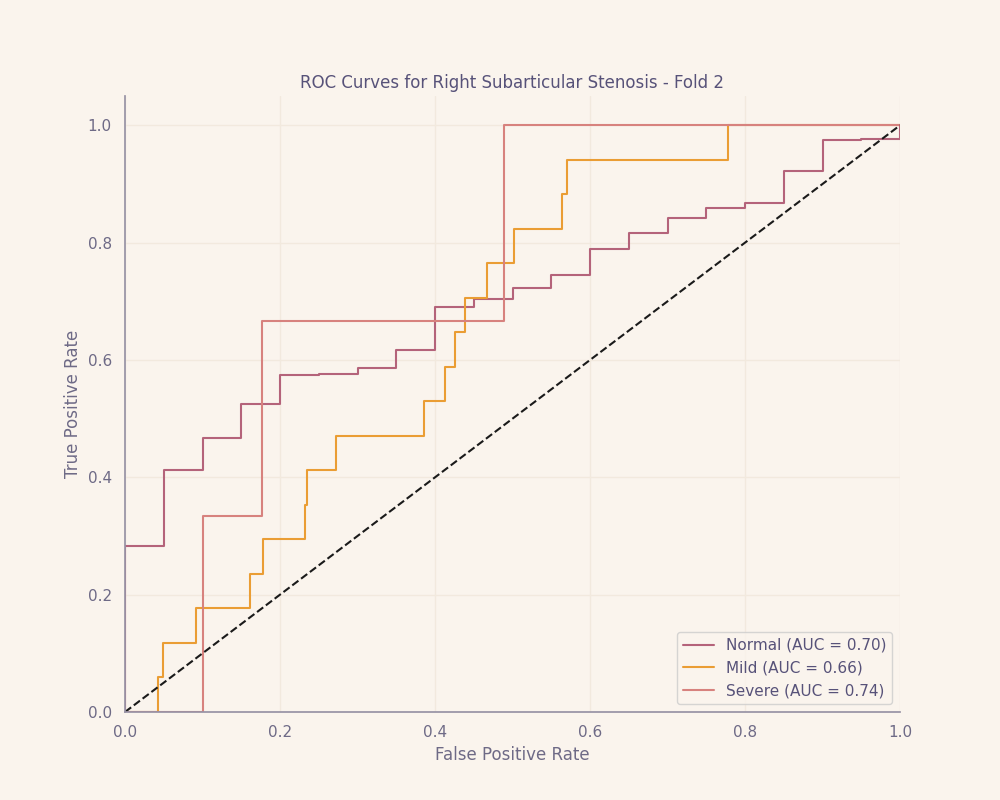 ROC Curves for Right Subarticular Stenosis - Fold 2
True Positive Rate
1.0
0.8
0.6
0.4
0.2
0.0
Normal (AUC = 0.70)
Mild (AUC = 0.66)
Severe (AUC = 0.74)
0.0 0.2 0.4 0.6 0.8 1.0
False Positive Rate